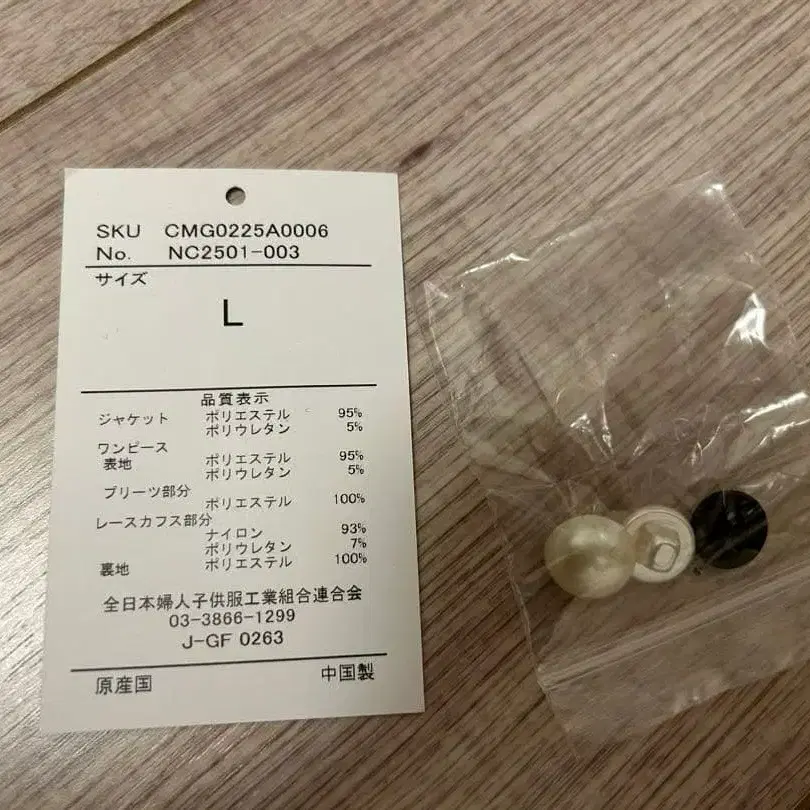 SKU CMG0225A0006
No. NC2501-003
サイズ
L
品質表示
ジャケット ポリエステル 95%
ポリウレタン 5%
ワンピース
表地 ポリエステル 95%
ポリウレタン 5%
プリーツ部分
ポリエステル 100%
レースカフス部分
ナイロン 93%
ポリウレタン 7%
裏地 ポリエステル 100%
全日本婦人子供服工業組合連合会
03-3866-1299
J-GF 0263
原産国 中国製